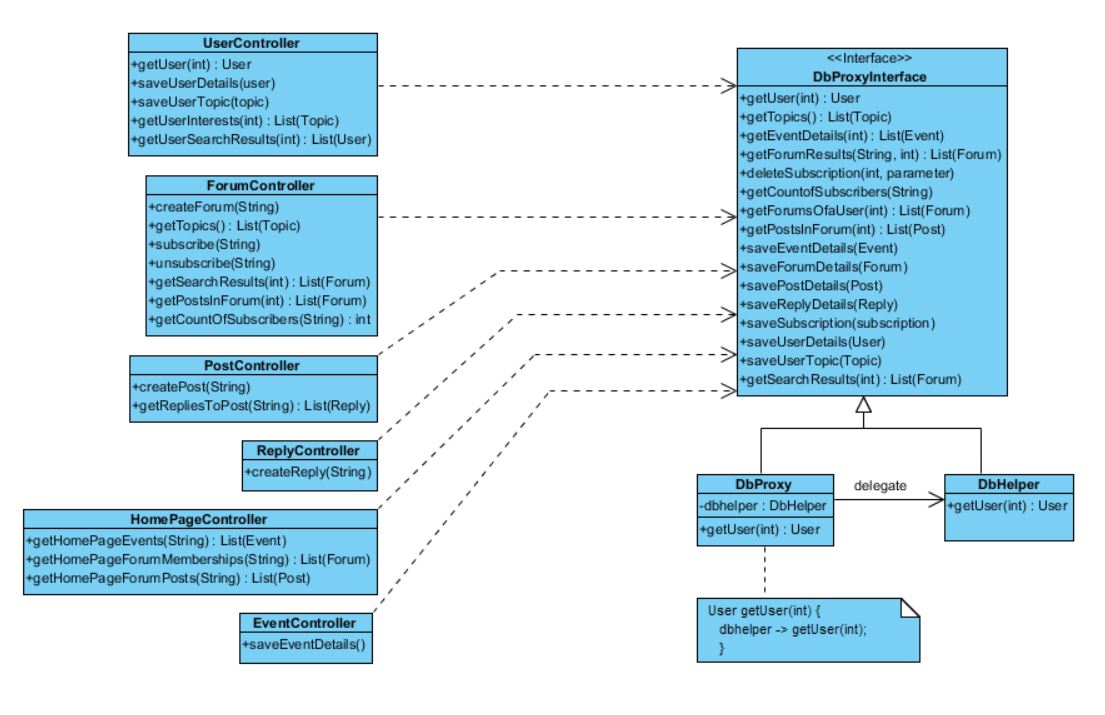 UserController
+getUser(int) : User
+saveUserDetails(user)
+saveUserTopic(topic)
+getUserInterests(int) : List(Topic)
+getUserSearchResults(int) : List(User)
ForumController
+createForum(String)
+getTopics() : List(Topic)
+subscribe(String)
+unsubscribe(String)
+getSearchResults(int) : List(Forum)
+getPostsInForum(int) : List(Forum)
+getCountOfSubscribers(String) : int
PostController
+createPost(String)
+getRepliesToPost(String) : List(Reply)
ReplyController
+createReply(String)
HomePageController
+getHomePageEvents(String) : List(Event)
+getHomePageForumMemberships(String) : List(Forum)
+getHomePageForumPosts(String) : List(Post)
EventController
+saveEventDetails()
<<Interface>>
DbProxyInterface
+getUser(int) : User
+getTopics() : List(Topic)
+getEventDetails(int) : List(Event)
+getForumResults(String, int) : List(Forum)
+deleteSubscription(int, parameter)
+getCountofSubscribers(String)
+getForumsOfaUser(int) : List(Forum)
+getPostsInForum(int) : List(Post)
+saveEventDetails(Event)
+saveForumDetails(Forum)
+savePostDetails(Post)
+saveReplyDetails(Reply)
+saveSubscription(subscription)
+saveUserDetails(User)
+saveUserTopic(Topic)
+getSearchResults(int) : List(Forum)
DbProxy
-dbhelper : DbHelper
+getUser(int) : User
delegate
DbHelper
+getUser(int) : User
User getUser(int) {
dbhelper -> getUser(int);
}